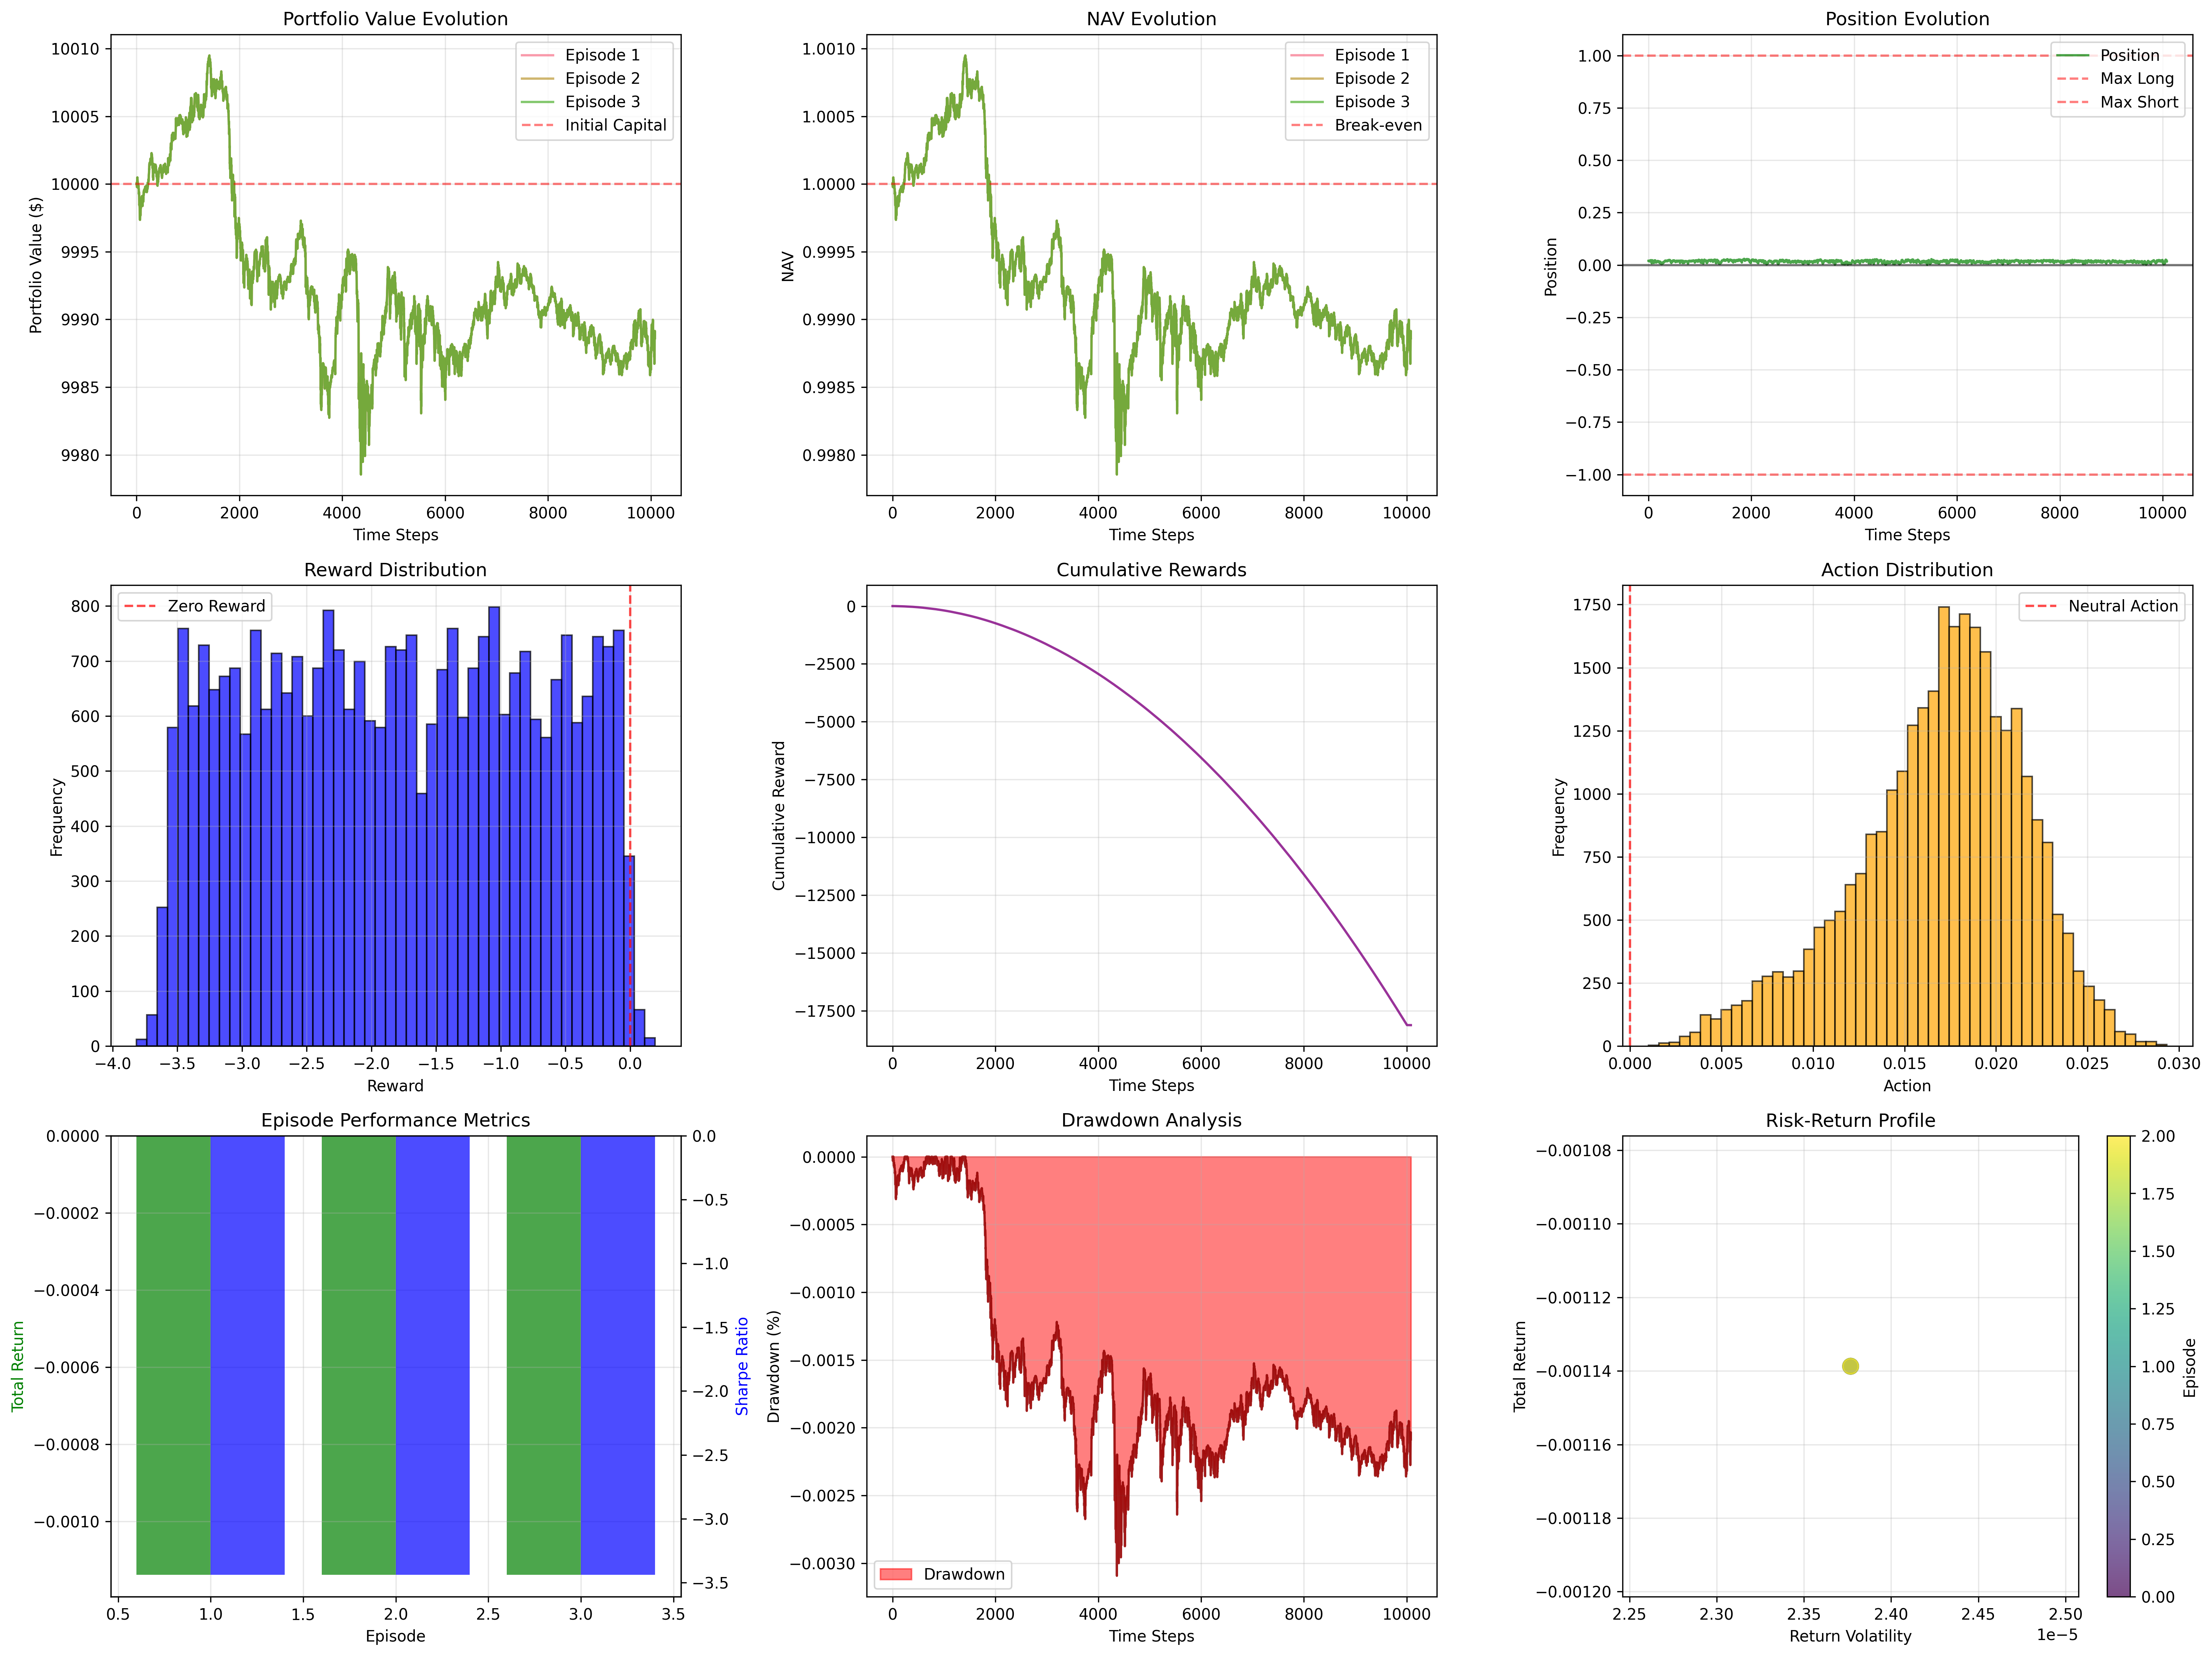 Portfolio Value Evolution
Portfolio Value ($)
10010
10005
10000
9995
9990
9985
9980
Episode 1
Episode 2
Episode 3
Initial Capital
0 2000 4000 6000 8000 10000
Time Steps
NAV Evolution
NAV
1.0010
1.0005
1.0000
0.9995
0.9990
0.9985
0.9980
Episode 1
Episode 2
Episode 3
Break-even
0 2000 4000 6000 8000 10000
Time Steps
Position Evolution
Position
1.00
0.75
0.50
0.25
0.00
−0.25
−0.50
−0.75
−1.00
Position
Max Long
Max Short
0 2000 4000 6000 8000 10000
Time Steps
Reward Distribution
Frequency
800
700
600
500
400
300
200
100
0
Zero Reward
−4.0 −3.5 −3.0 −2.5 −2.0 −1.5 −1.0 −0.5 0.0
Reward
Cumulative Rewards
Cumulative Reward
0
−2500
−5000
−7500
−10000
−12500
−15000
−17500
0 2000 4000 6000 8000 10000
Time Steps
Action Distribution
Frequency
1750
1500
1250
1000
750
500
250
0
Neutral Action
0.000 0.005 0.010 0.015 0.020 0.025 0.030
Action
Episode Performance Metrics
Total Return
0.0000
−0.0002
−0.0004
−0.0006
−0.0008
−0.0010
0.0
−0.5
−1.0
−1.5
−2.0
−2.5
−3.0
−3.5
Sharpe Ratio
0.5 1.0 1.5 2.0 2.5 3.0 3.5
Episode
Drawdown Analysis
Drawdown (%)
0.0000
−0.0005
−0.0010
−0.0015
−0.0020
−0.0025
−0.0030
Drawdown
0 2000 4000 6000 8000 10000
Time Steps
Risk-Return Profile
Total Return
−0.00108
−0.00110
−0.00112
−0.00114
−0.00116
−0.00118
−0.00120
2.25 2.30 2.35 2.40 2.45 2.50
1e−5
Return Volatility
2.00
1.75
1.50
1.25
1.00
0.75
0.50
0.25
0.00
Episode